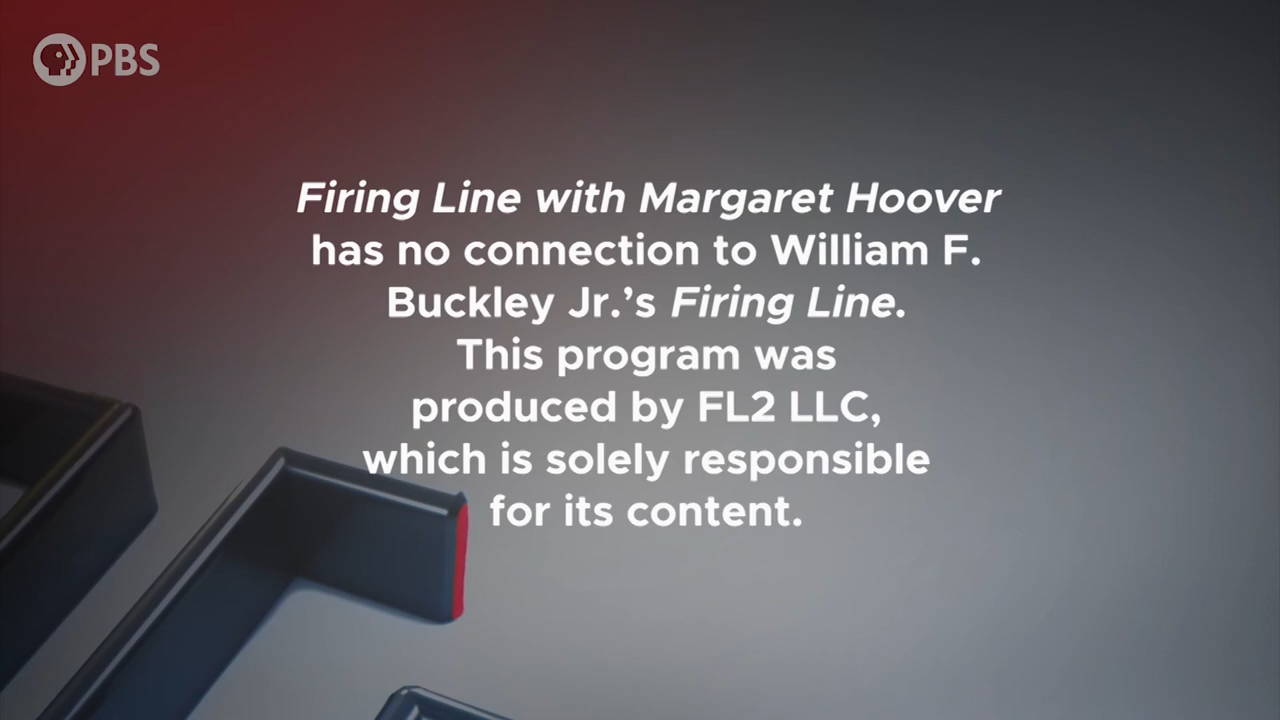 PBS
Firing Line with Margaret Hoover
has no connection to William F.
Buckley Jr.’s Firing Line.
This program was
produced by FL2 LLC,
which is solely responsible
for its content.